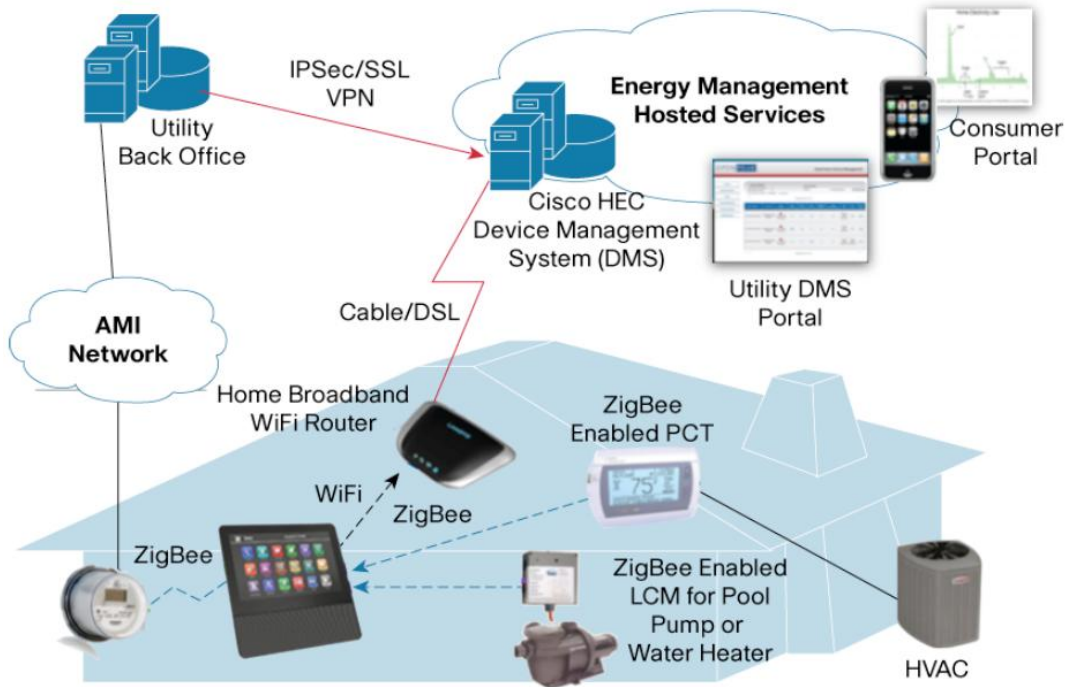 IPSec/SSL
VPN
Utility
Back Office
Energy Management
Hosted Services
Consumer
Portal
Cisco HEC
Device Management
System (DMS)
Utility DMS
Portal
Cable/DSL
AMI
Network
Home Broadband
WiFi Router
ZigBee
Enabled PCT
75°
WiFi
ZigBee
ZigBee
ZigBee Enabled
LCM for Pool
Pump or
Water Heater
HVAC